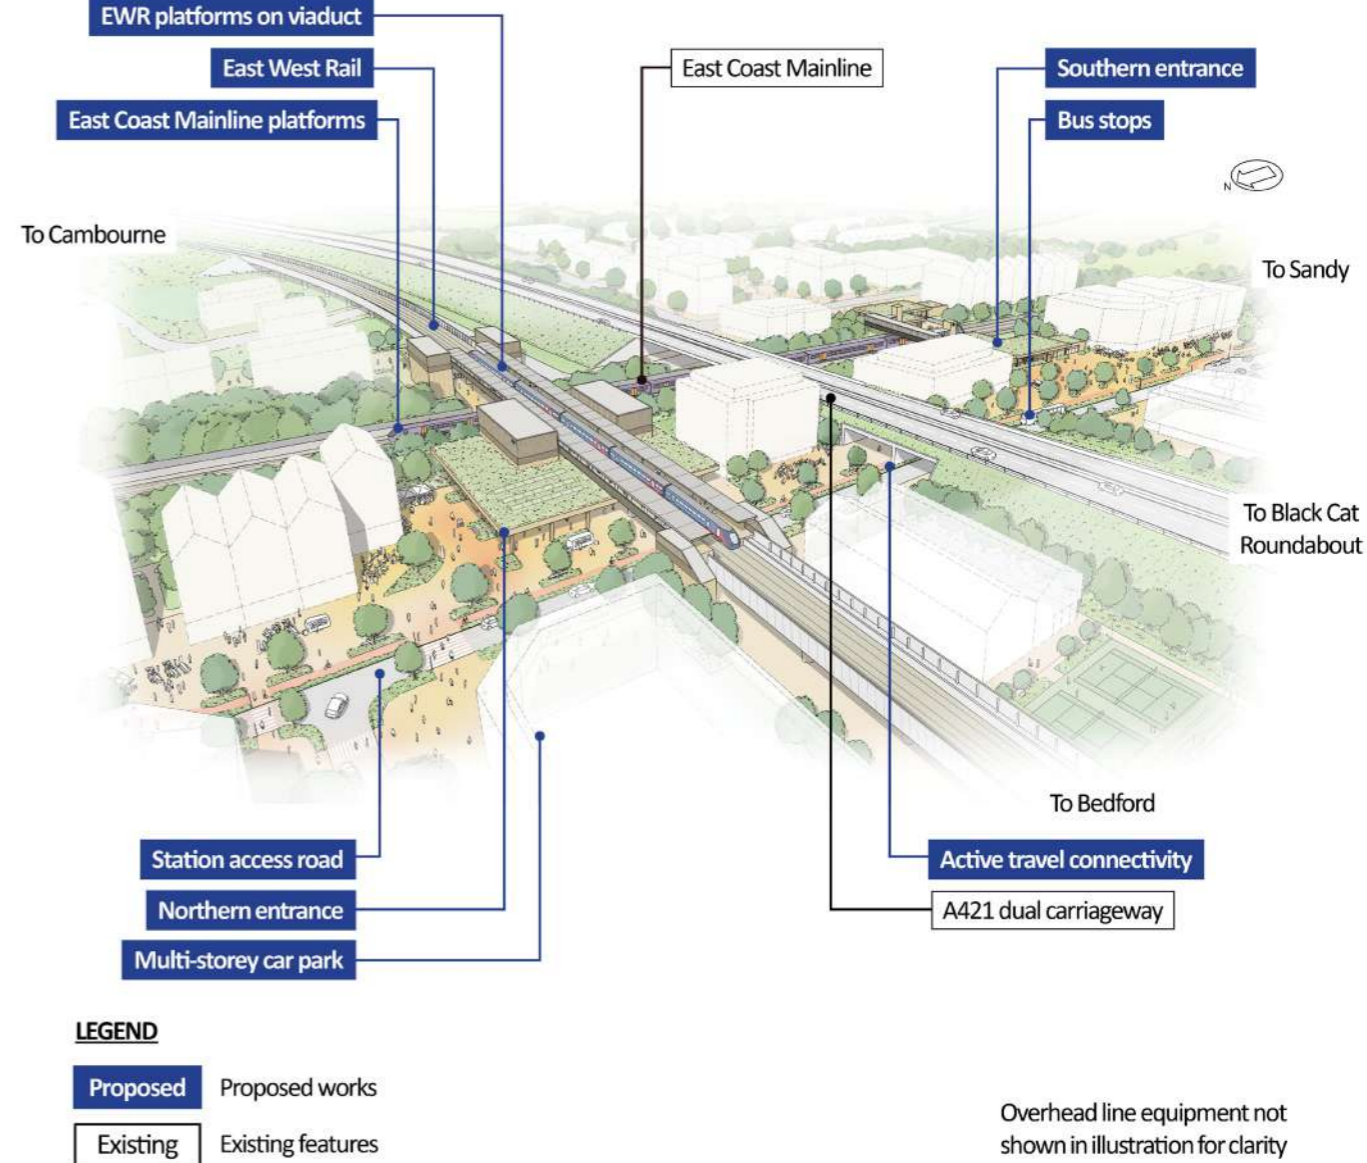 EWR platforms on viaduct
East West Rail
East Coast Mainline platforms
East Coast Mainline
Southern entrance
Bus stops
N
To Cambourne
To Sandy
To Black Cat
Roundabout
To Bedford
Station access road
Northern entrance
Multi-storey car park
Active travel connectivity
A421 dual carriageway
LEGEND
Proposed Proposed works
Existing Existing features
Overhead line equipment not
shown in illustration for clarity